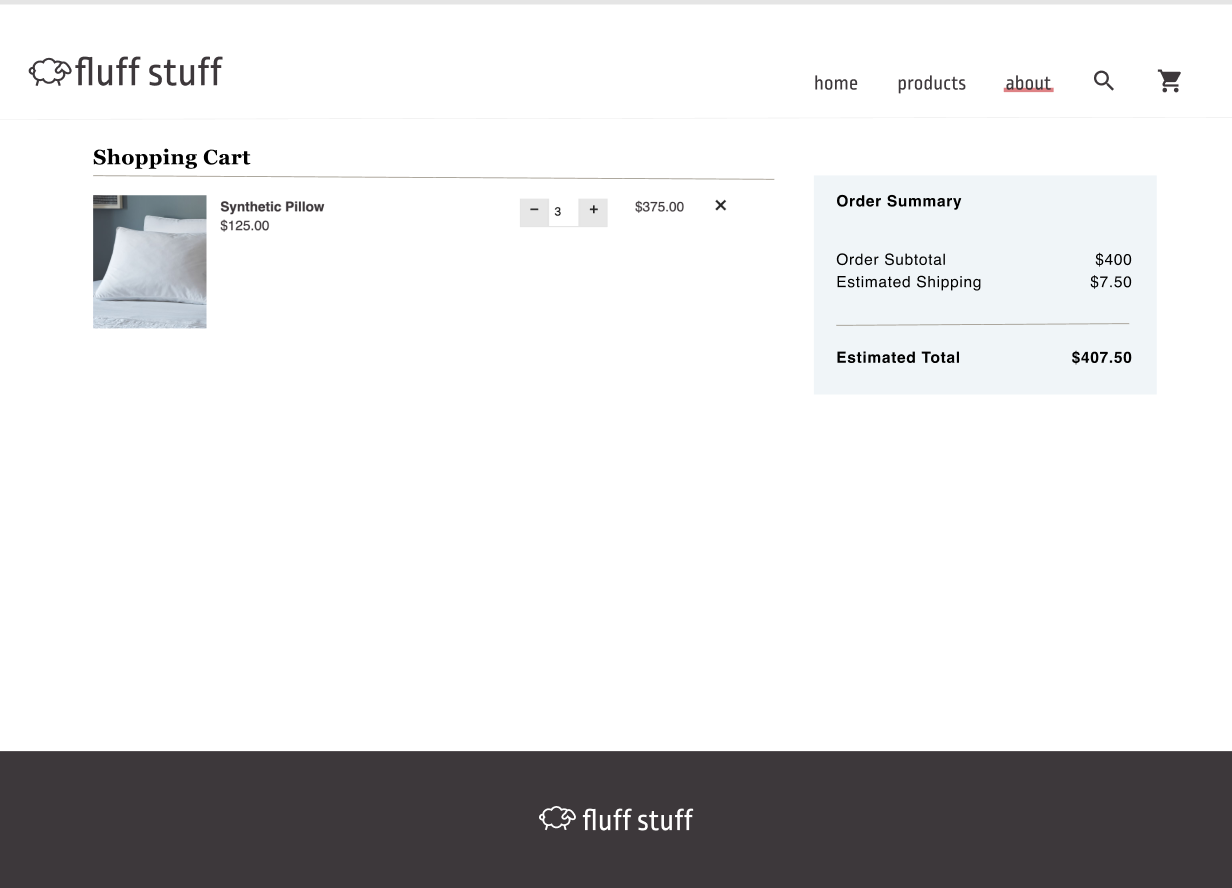 fluff stuff
home products about
Shopping Cart
Synthetic Pillow
$125.00
− 3 +
$375.00
✕
Order Summary
Order Subtotal $400
Estimated Shipping $7.50
Estimated Total $407.50
fluff stuff